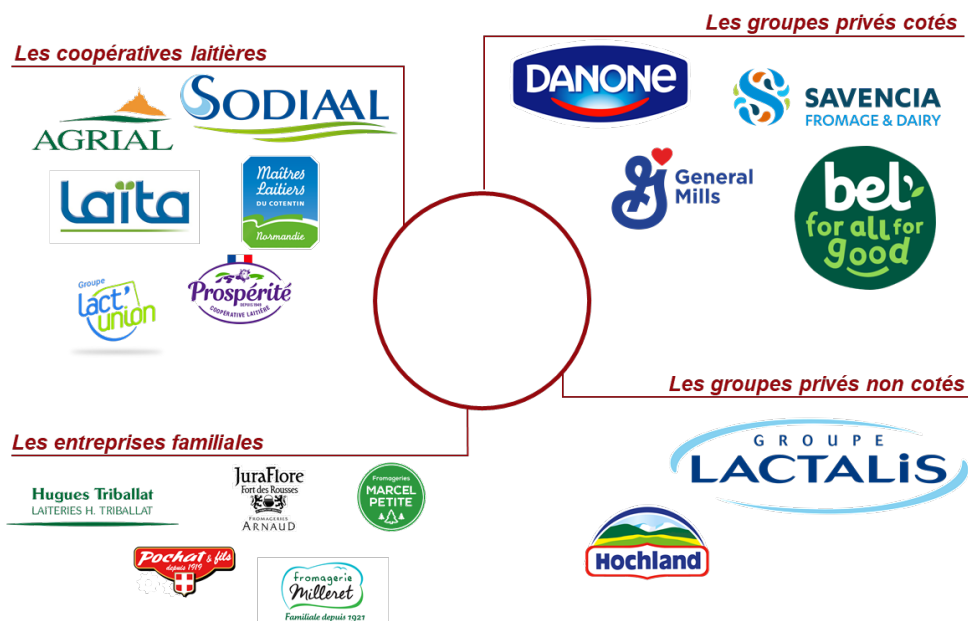 Les coopératives laitières
AGRIAL
SODIAAL
Laïta
Maîtres
Laitiers
DU COTENTIN
Normandie
Groupe
lact'
union
Prospérité
DEPUIS 1949
COOPÉRATIVE LAITIÈRE
Les groupes privés cotés
DANONE
SAVENCIA
FROMAGE & DAIRY
General
Mills
bel
for all for
good
Les entreprises familiales
Hugues Triballat
LAITERIES H. TRIBALLAT
JuraFlore
Fort des Rousses
FROMAGERIES
ARNAUD
Fromageries
MARCEL
PETITE
Pochat & fils
depuis 1919
fromagerie
Milleret
Familiale depuis 1921
Les groupes privés non cotés
GROUPE
LACTALIS
Hochland